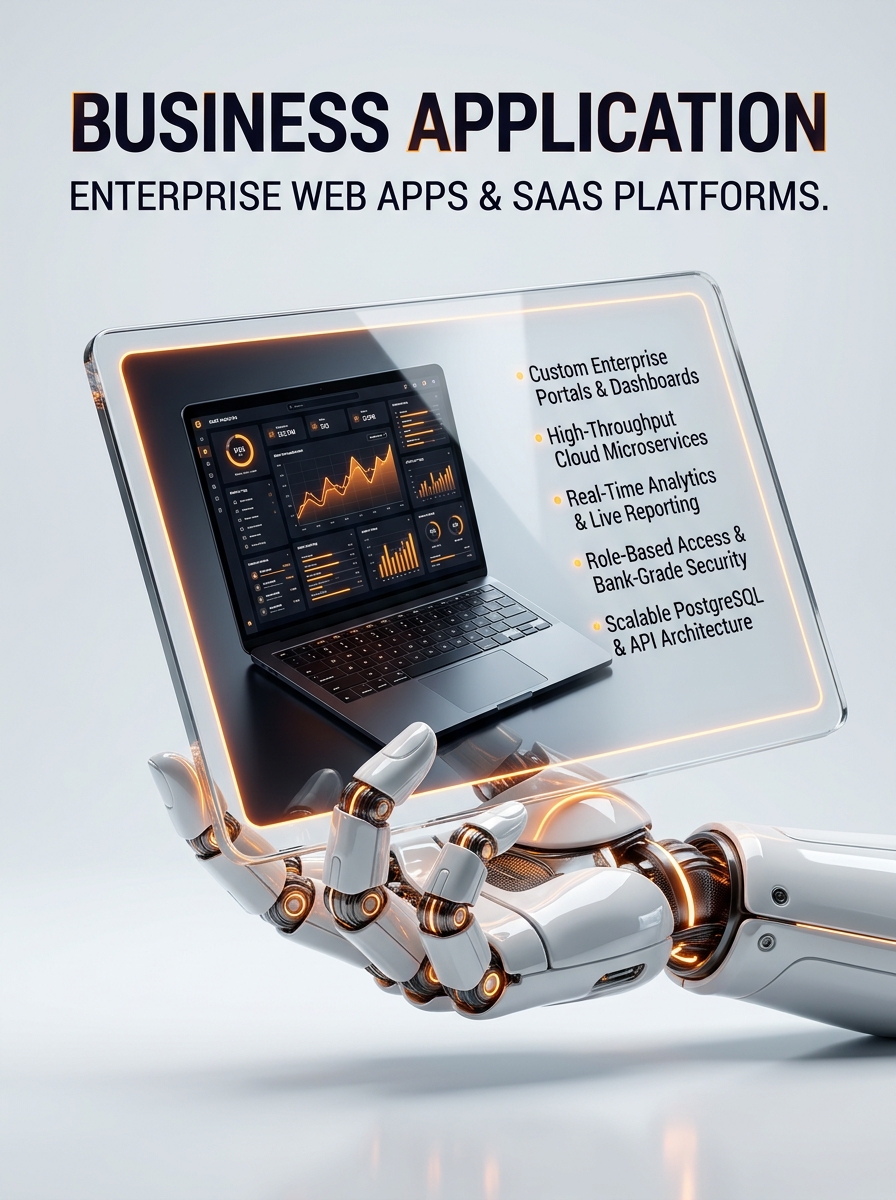 BUSINESS APPLICATION
ENTERPRISE WEB APPS & SAAS PLATFORMS.
Custom Enterprise
Portals & Dashboards
High-Throughput
Cloud Microservices
Real-Time Analytics
& Live Reporting
Role-Based Access &
Bank-Grade Security
Scalable PostgreSQL
& API Architecture